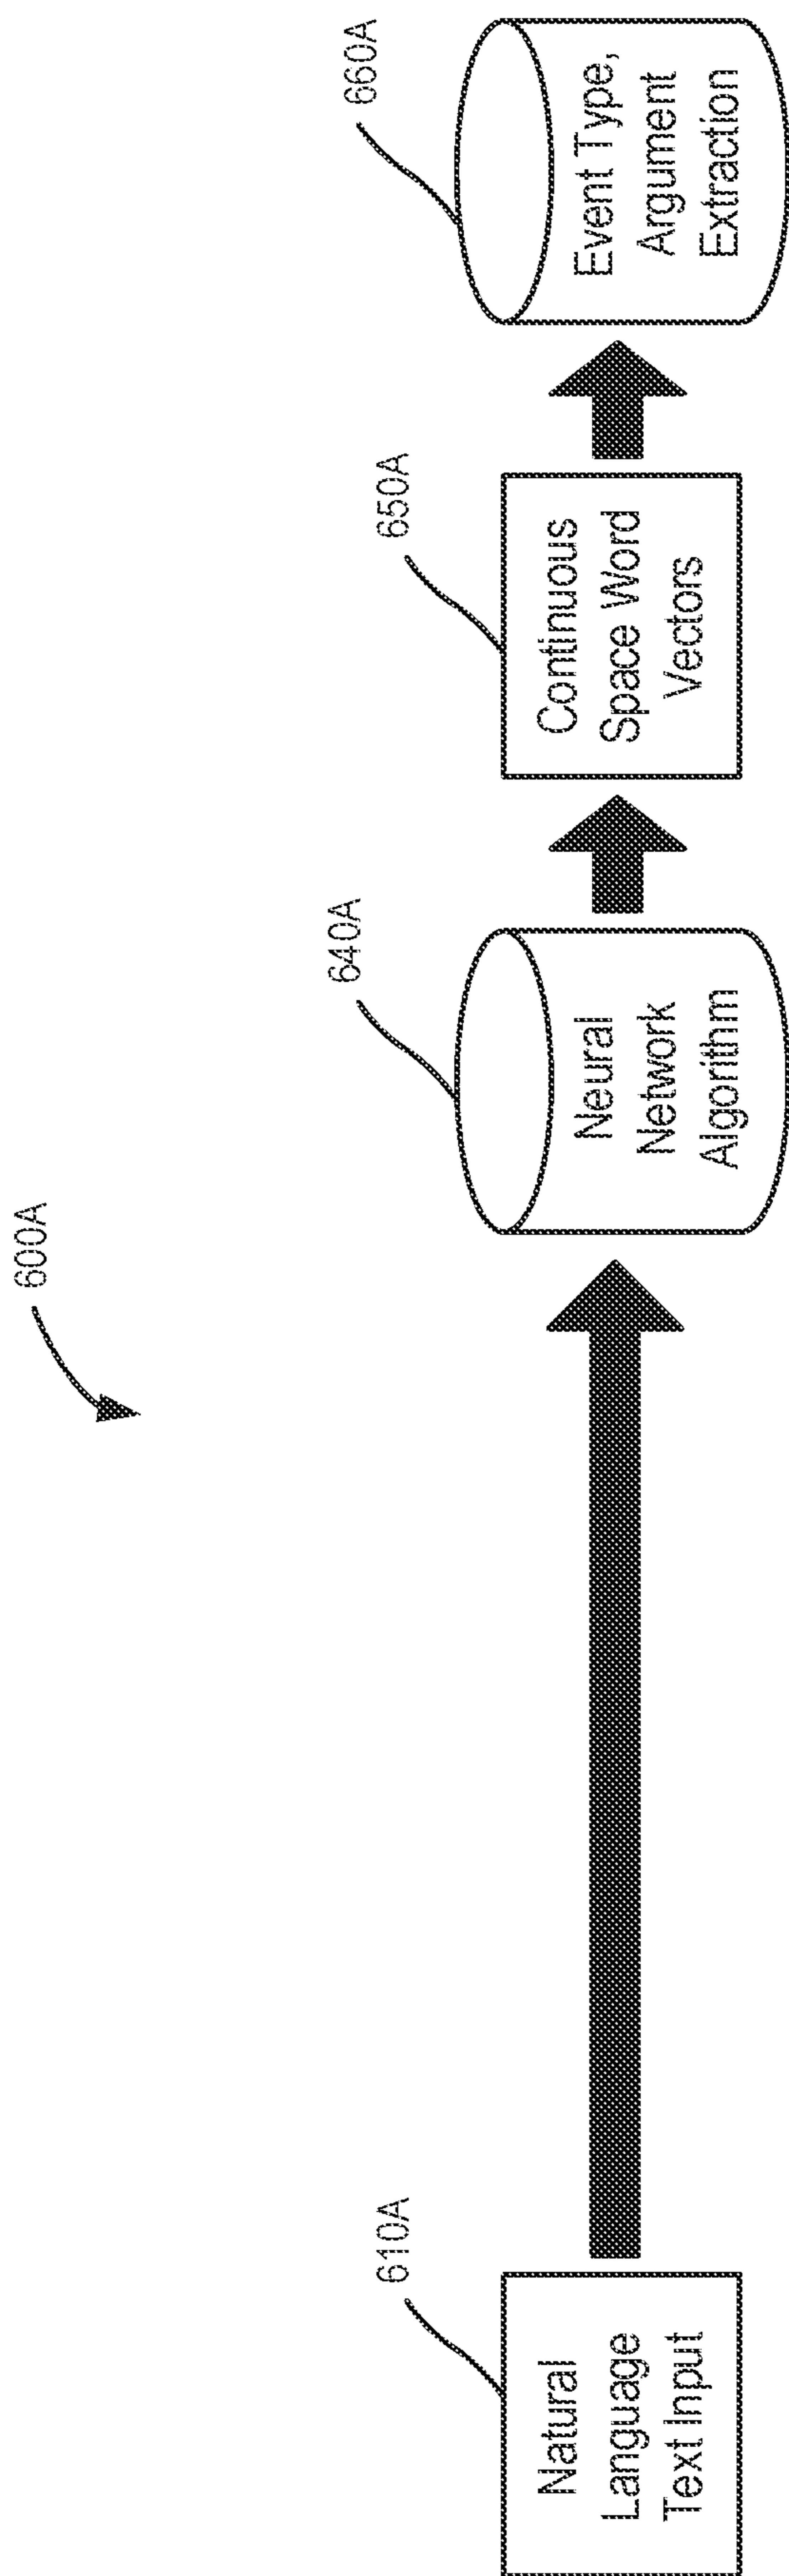 600A
610A
Natural
Language
Text Input
640A
Neural
Network
Algorithm
650A
Continuous
Space Word
Vectors
660A
Event Type,
Argument
Extraction